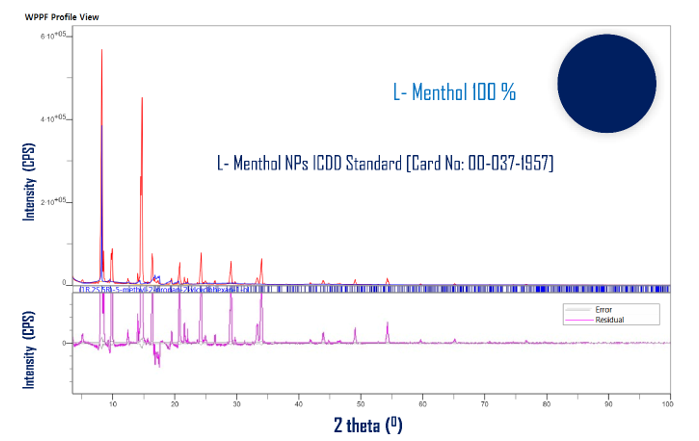 WPPF Profile View
6·10+05
4·10+05
2·10+05
0
Intensity (CPS)
L- Menthol 100 %
L- Menthol NPs ICDD Standard [Card No: 00-037-1957]
Error
Residual
0
Intensity (CPS)
10 20 30 40 50 60 70 80 90 100
2 theta (⁰)